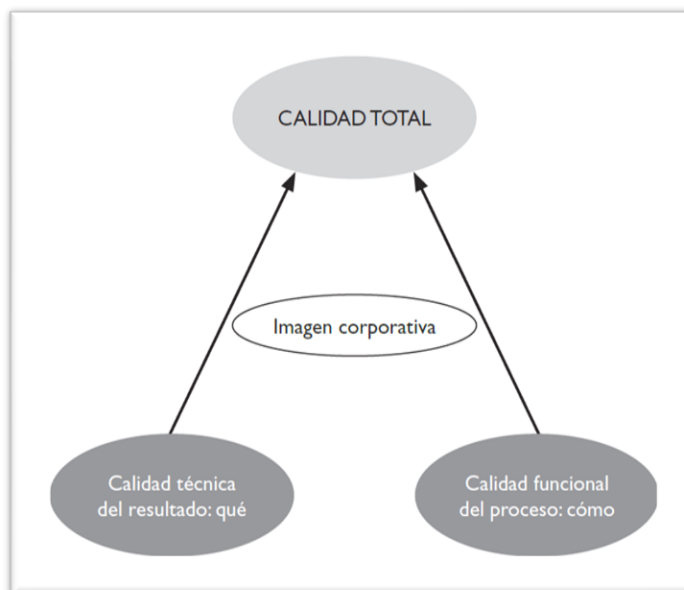 CALIDAD TOTAL
Imagen corporativa
Calidad técnica
del resultado: qué
Calidad funcional
del proceso: cómo